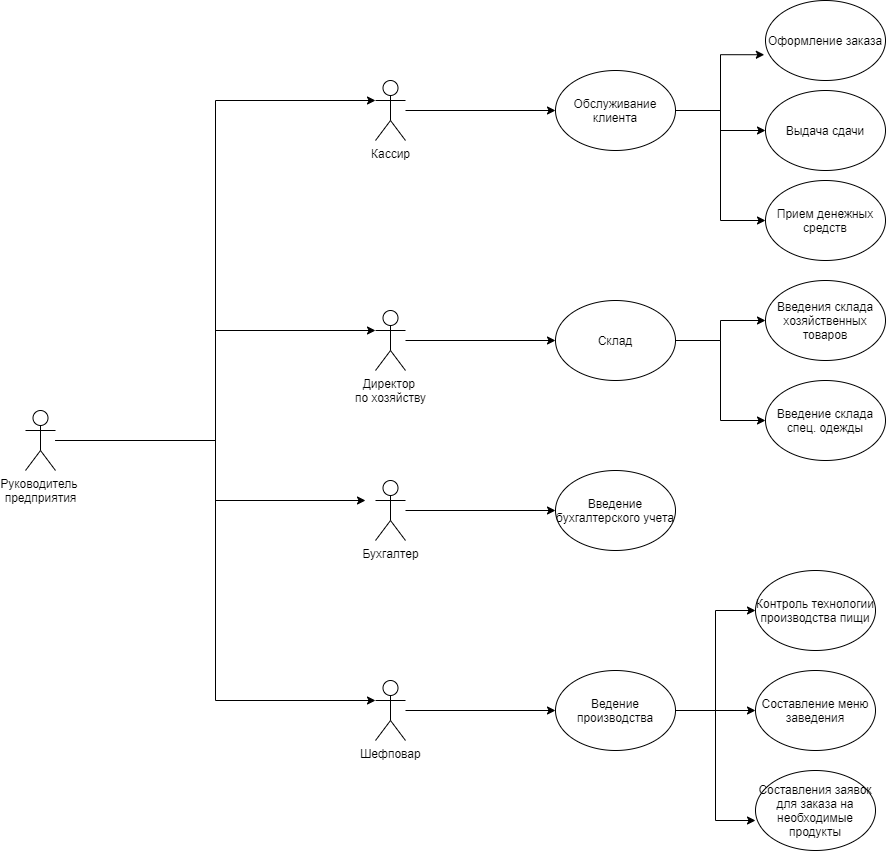 Оформление заказа
Обслуживание
клиента
Выдача сдачи
Кассир
Прием денежных
средств
Введения склада
хозяйственных
товаров
Склад
Директор
по хозяйству
Введение склада
спец. одежды
Руководитель
предприятия
Введение
бухгалтерского учета
Бухгалтер
Контроль технологии
производства пищи
Ведение
производства
Составление меню
заведения
Шефповар
Составления заявок
для заказа на
необходимые
продукты